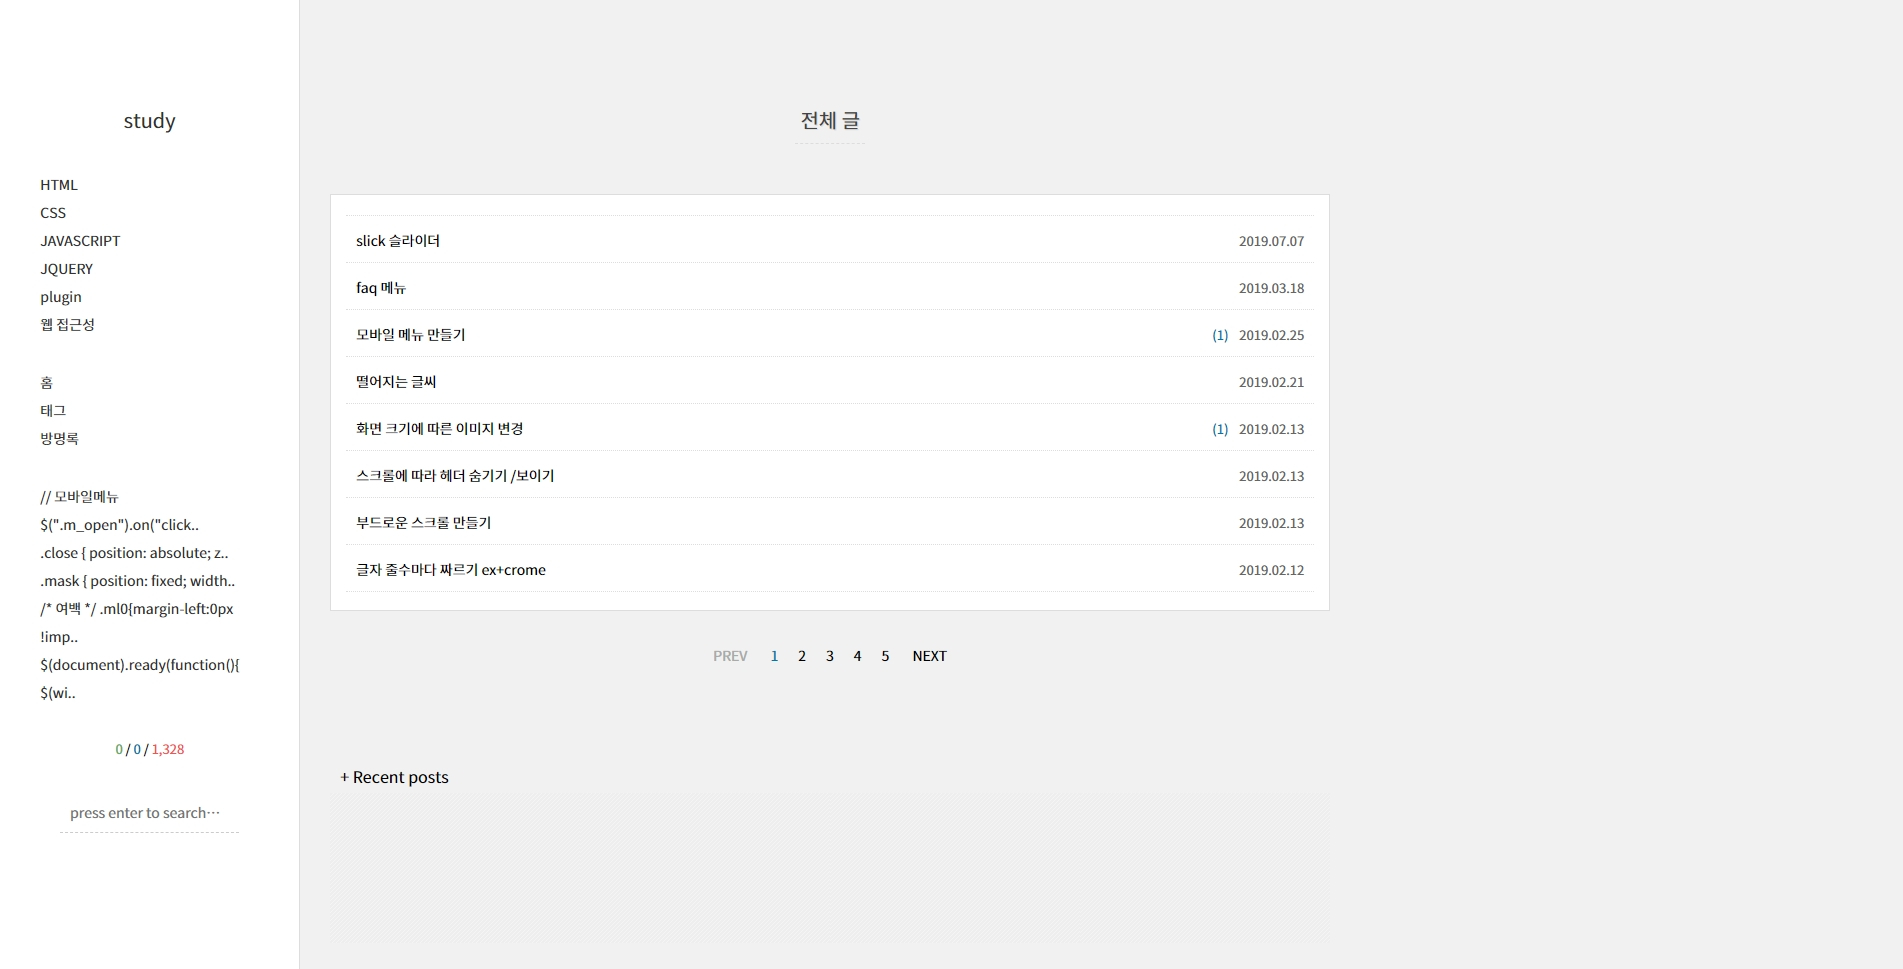 study
HTML
CSS
JAVASCRIPT
JQUERY
plugin
웹 접근성
홈
태그
방명록
// 모바일메뉴
$(".m_open").on("click..
.close { position: absolute; z..
.mask { position: fixed; width..
/* 여백 */ .ml0{margin-left:0px
!imp..
$(document).ready(function(){
$(wi..
0 / 0 / 1,328
press enter to search…
전체 글
slick 슬라이더 2019.07.07
faq 메뉴 2019.03.18
모바일 메뉴 만들기 (1) 2019.02.25
떨어지는 글씨 2019.02.21
화면 크기에 따른 이미지 변경 (1) 2019.02.13
스크롤에 따라 헤더 숨기기 /보이기 2019.02.13
부드로운 스크롤 만들기 2019.02.13
글자 줄수마다 짜르기 ex+crome 2019.02.12
PREV 1 2 3 4 5 NEXT
+ Recent posts